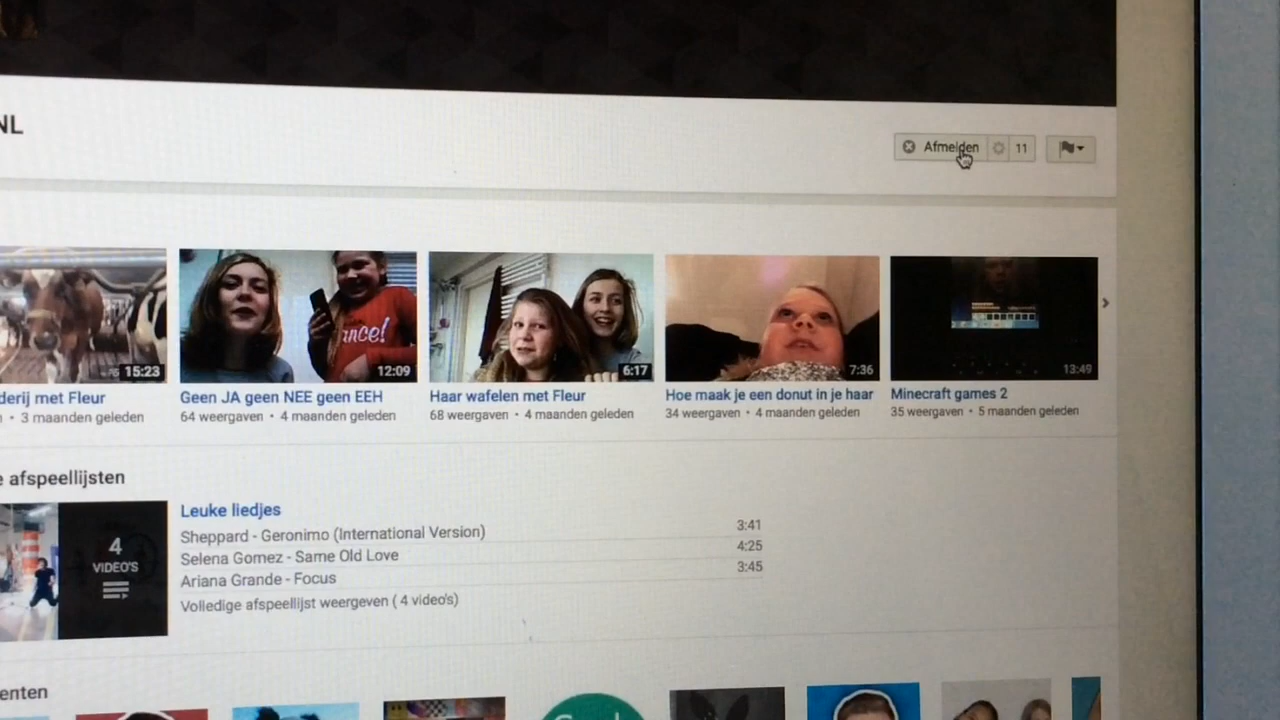 NL
Afmelden 11
15:23
12:09
ance!
6:17
7:36
13:49
derij met Fleur
3 maanden geleden
Geen JA geen NEE geen EEH
64 weergaven • 4 maanden geleden
Haar wafelen met Fleur
68 weergaven • 4 maanden geleden
Hoe maak je een donut in je haar
34 weergaven • 4 maanden geleden
Minecraft games 2
35 weergaven • 5 maanden geleden
e afspeellijsten
4
VIDEO'S
Leuke liedjes
Sheppard - Geronimo (International Version) 3:41
Selena Gomez - Same Old Love 4:25
Ariana Grande - Focus 3:45
Volledige afspeellijst weergeven ( 4 video's)
enten